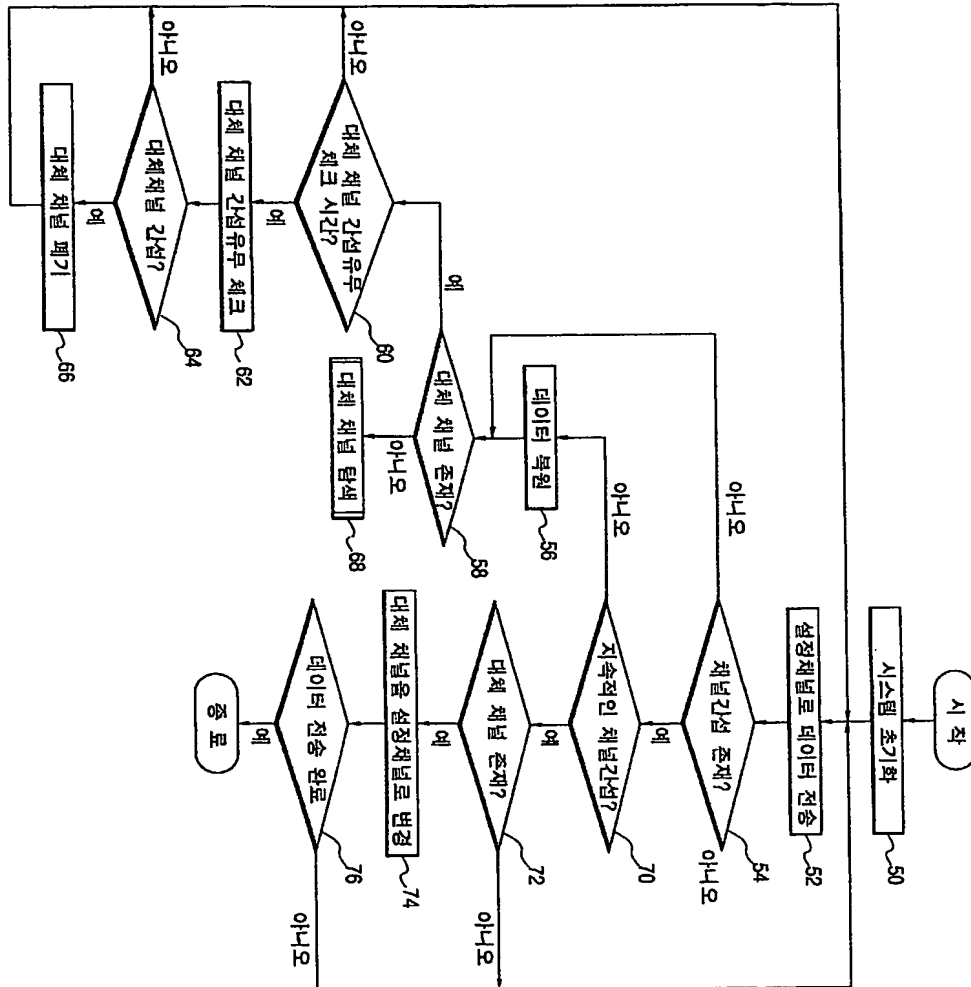 시 작
시스템 초기화
50
설정채널로 데이터 전송
52
채널간섭 존재?
54
아니오
아니오
예
지속적인 채널간섭?
70
아니오
예
데이터 복원
56
대체 채널 존재?
58
예
아니오
대체 채널 탐색
68
대체 채널 간섭유무
체크 시간?
60
아니오
예
대체 채널 간섭유무 체크
62
대체채널 간섭?
64
아니오
예
대체 채널 폐기
66
대체 채널 존재?
72
아니오
예
대체 채널을 설정채널로 변경
74
데이터 전송 완료
76
아니오
예
종 료